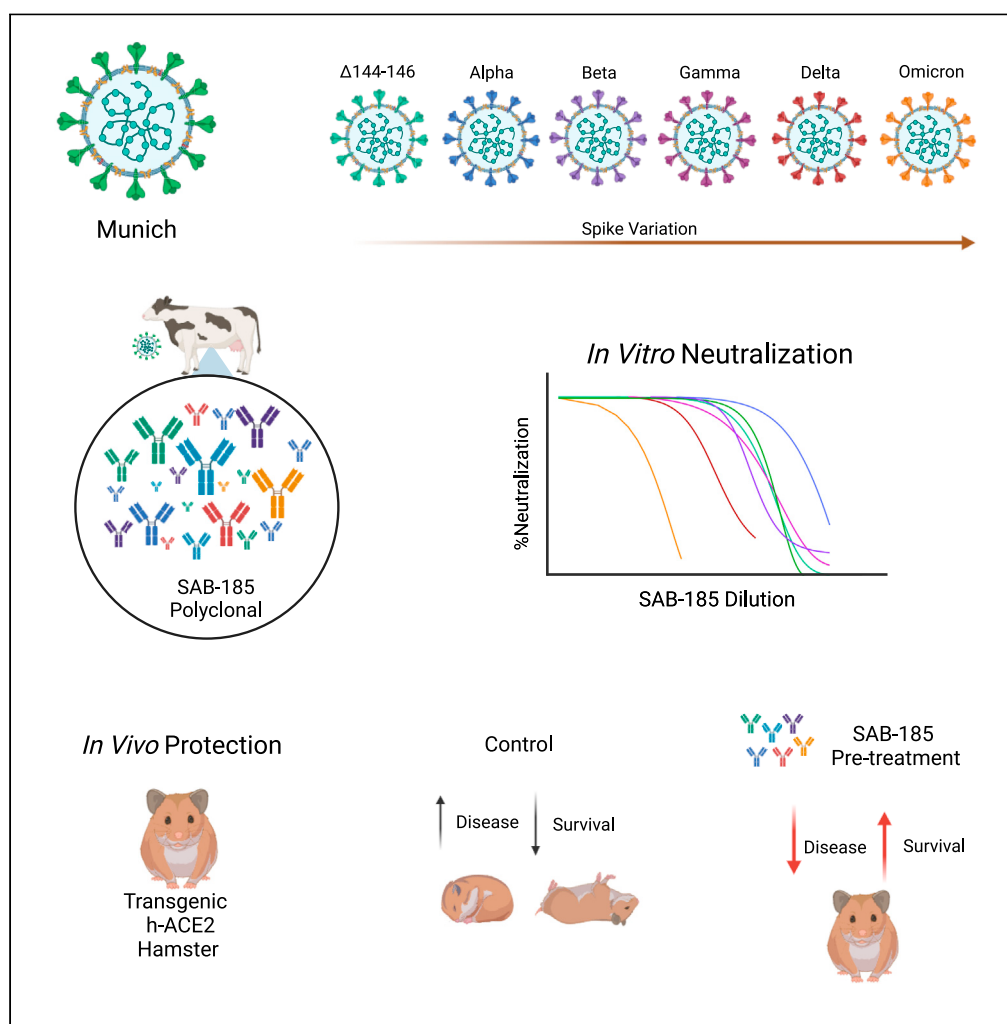 Δ144-146
Alpha
Beta
Gamma
Delta
Omicron
Munich
Spike Variation
SAB-185
Polyclonal
In Vitro Neutralization
%Neutralization
SAB-185 Dilution
In Vivo Protection
Transgenic
h-ACE2
Hamster
Control
Disease
Survival
SAB-185
Pre-treatment
Disease
Survival